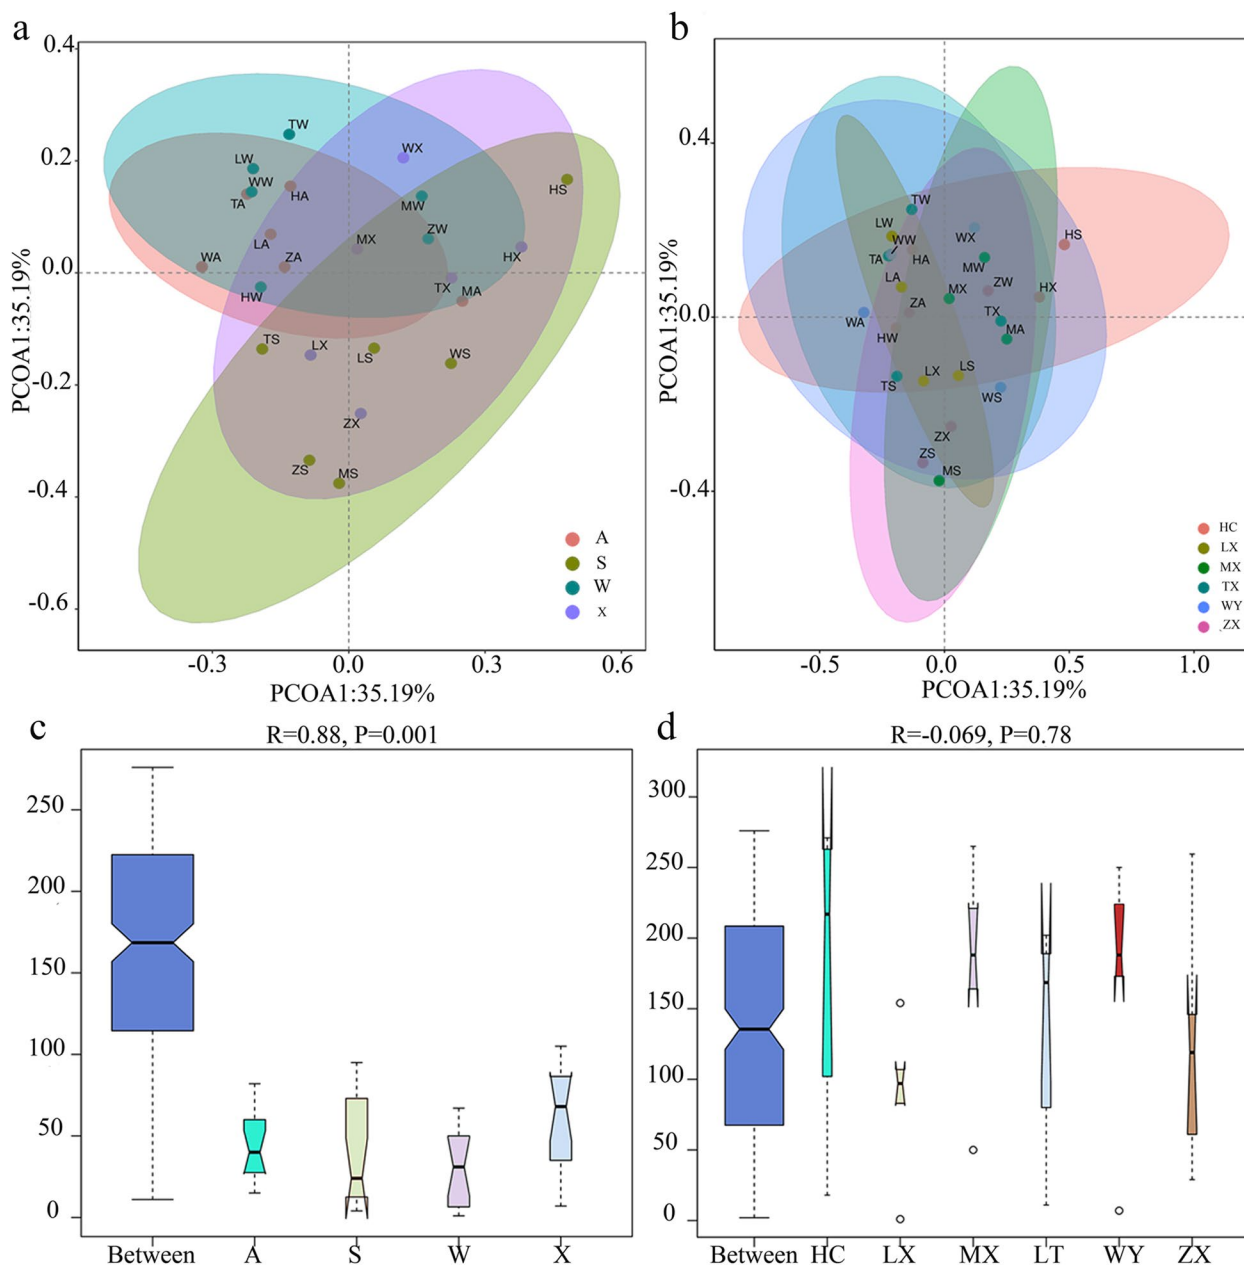 a
0.4
0.2
0.0
-0.2
-0.4
-0.6
PCOA1:35.19%
TW
LW
WW
TA
HA
WX
MW
HS
LA
WA
ZA
MX
ZW
HX
HW
TX
MA
TS
LX
LS
WS
ZX
ZS
MS
A
S
W
X
-0.3
0.0
0.3
0.6
PCOA1:35.19%
b
0.4
0.0
-0.4
PCOA1:35.19%
TW
LW
WW
TA
HA
WX
MW
HS
LA
ZA
MX
ZW
HX
WA
HW
TX
MA
TS
LX
LS
WS
ZX
ZS
MS
HC
LX
MX
TX
WY
ZX
-0.5
0.0
0.5
1.0
PCOA1:35.19%
c
R=0.88, P=0.001
250
200
150
100
50
0
Between
A
S
W
X
d
R=-0.069, P=0.78
300
250
200
150
100
50
0
Between
HC
LX
MX
LT
WY
ZX